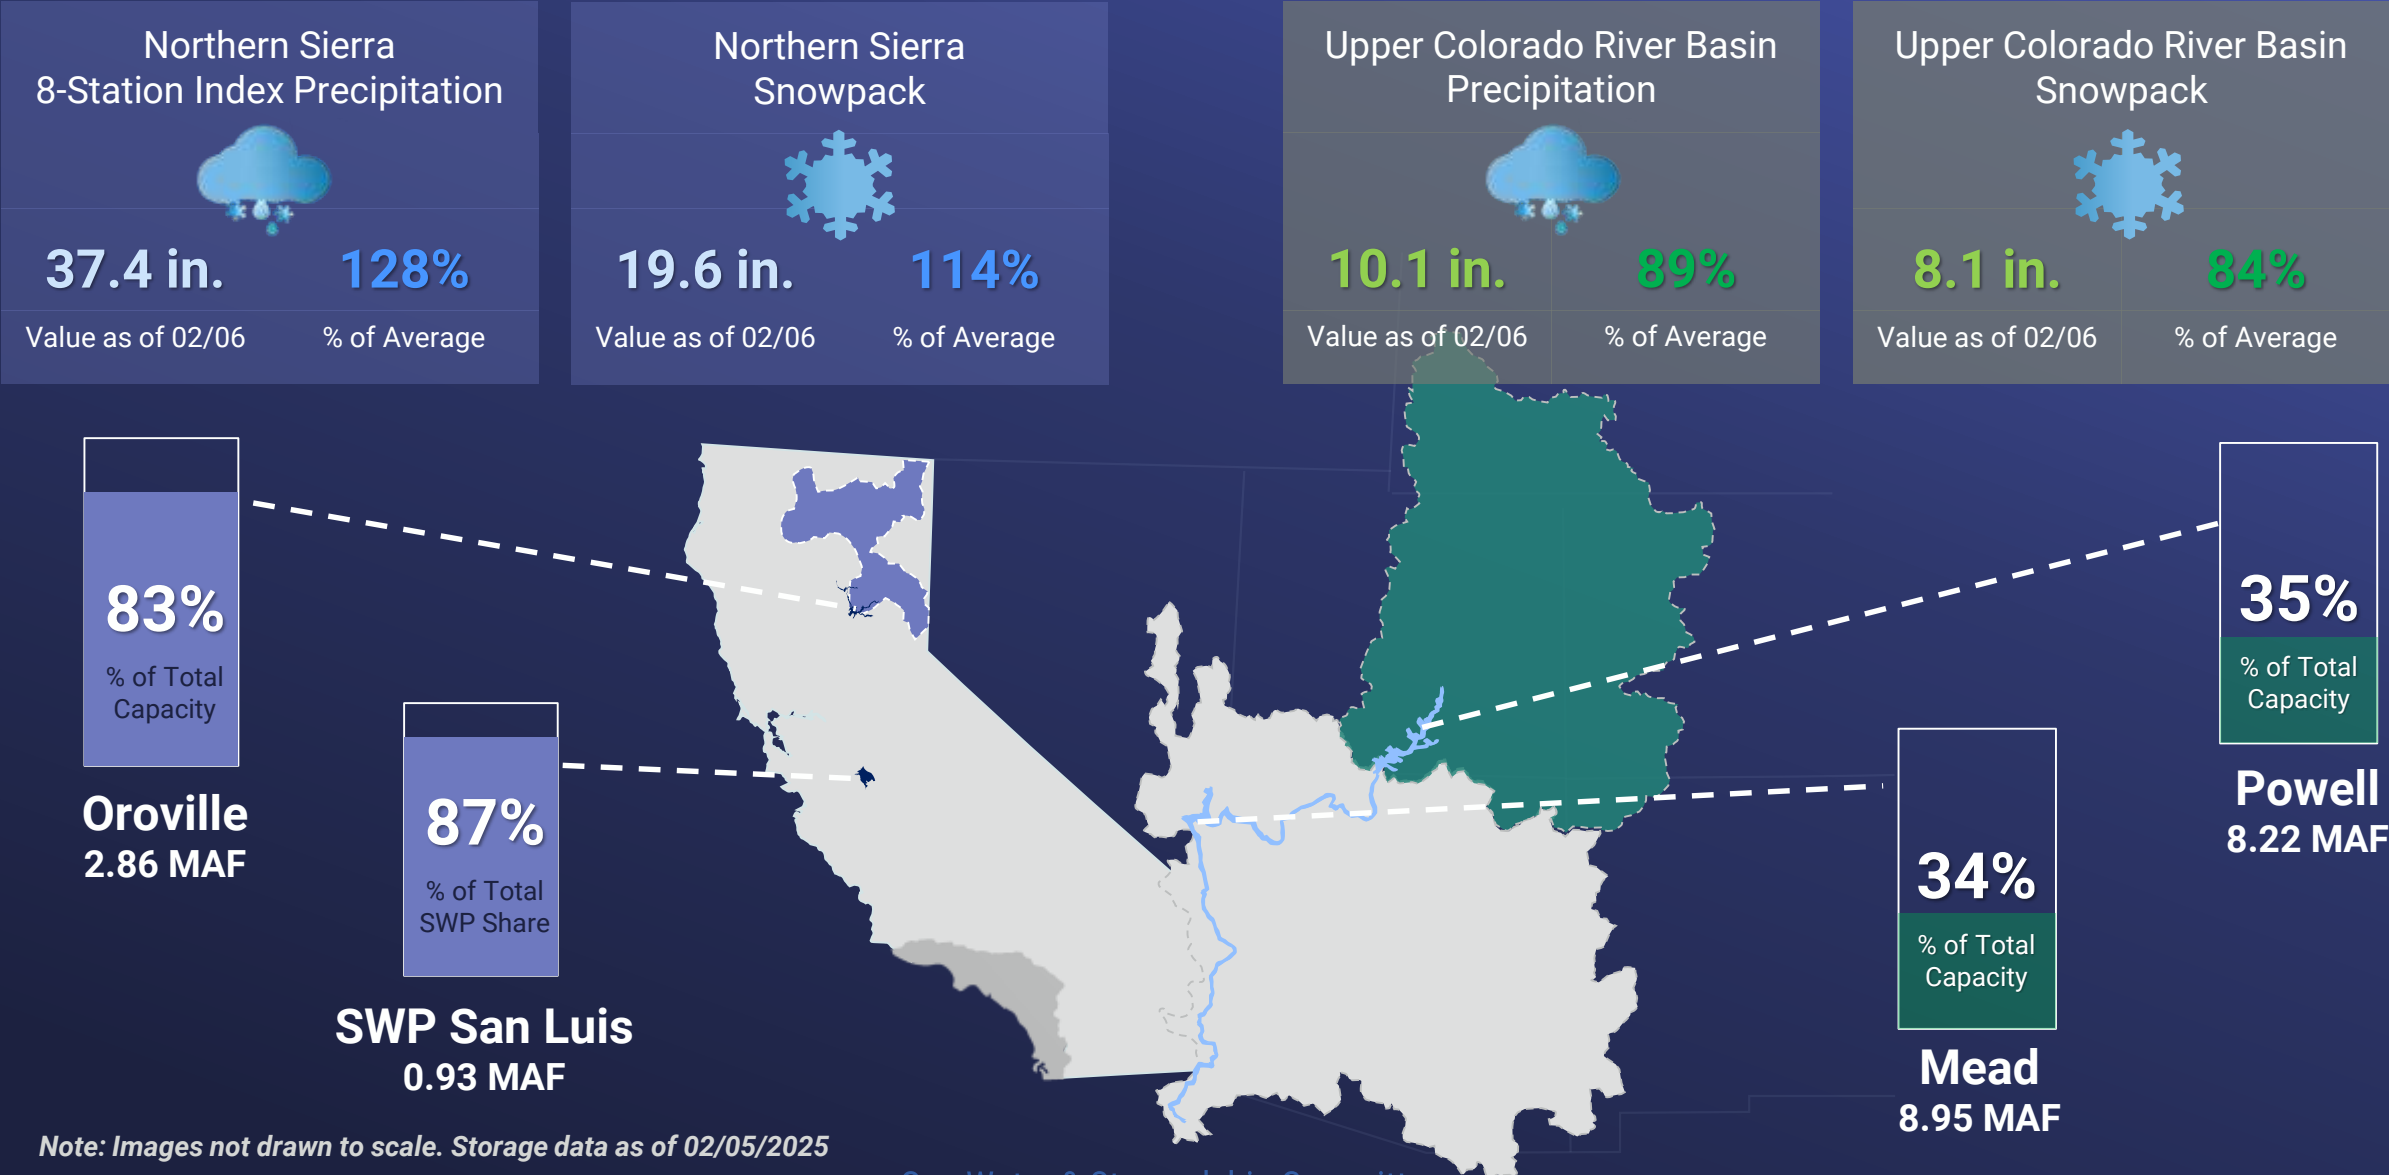 Northern Sierra
8-Station Index Precipitation
37.4 in.
128%
Value as of 02/06
% of Average
Northern Sierra
Snowpack
19.6 in.
114%
Value as of 02/06
% of Average
Upper Colorado River Basin
Precipitation
10.1 in.
89%
Value as of 02/06
% of Average
Upper Colorado River Basin
Snowpack
8.1 in.
84%
Value as of 02/06
% of Average
83%
% of Total
Capacity
Oroville
2.86 MAF
87%
% of Total
SWP Share
SWP San Luis
0.93 MAF
35%
% of Total
Capacity
Powell
8.22 MAF
34%
% of Total
Capacity
Mead
8.95 MAF
Note: Images not drawn to scale. Storage data as of 02/05/2025